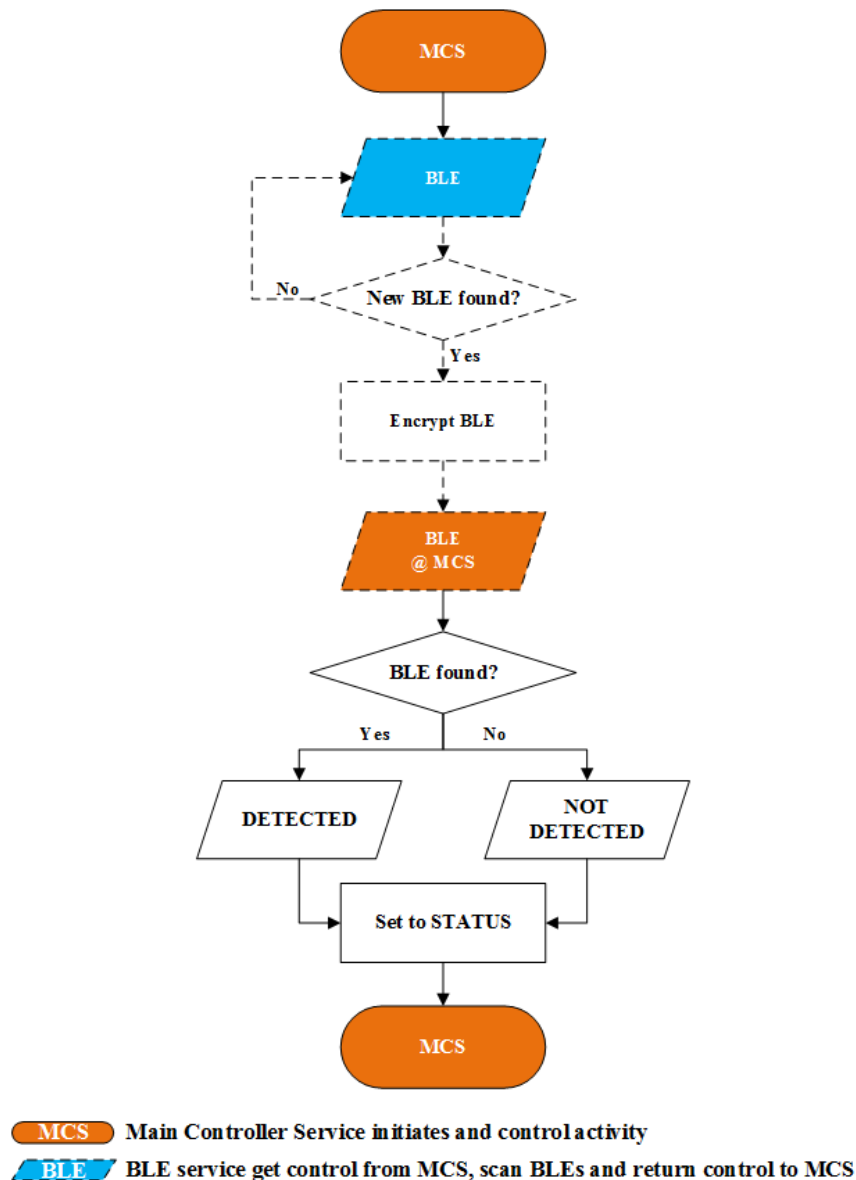 MCS
BLE
No
New BLE found?
Yes
Encrypt BLE
BLE
@ MCS
BLE found?
Yes
No
DETECTED
NOT
DETECTED
Set to STATUS
MCS
MCS Main Controller Service initiates and control activity
BLE BLE service get control from MCS, scan BLEs and return control to MCS